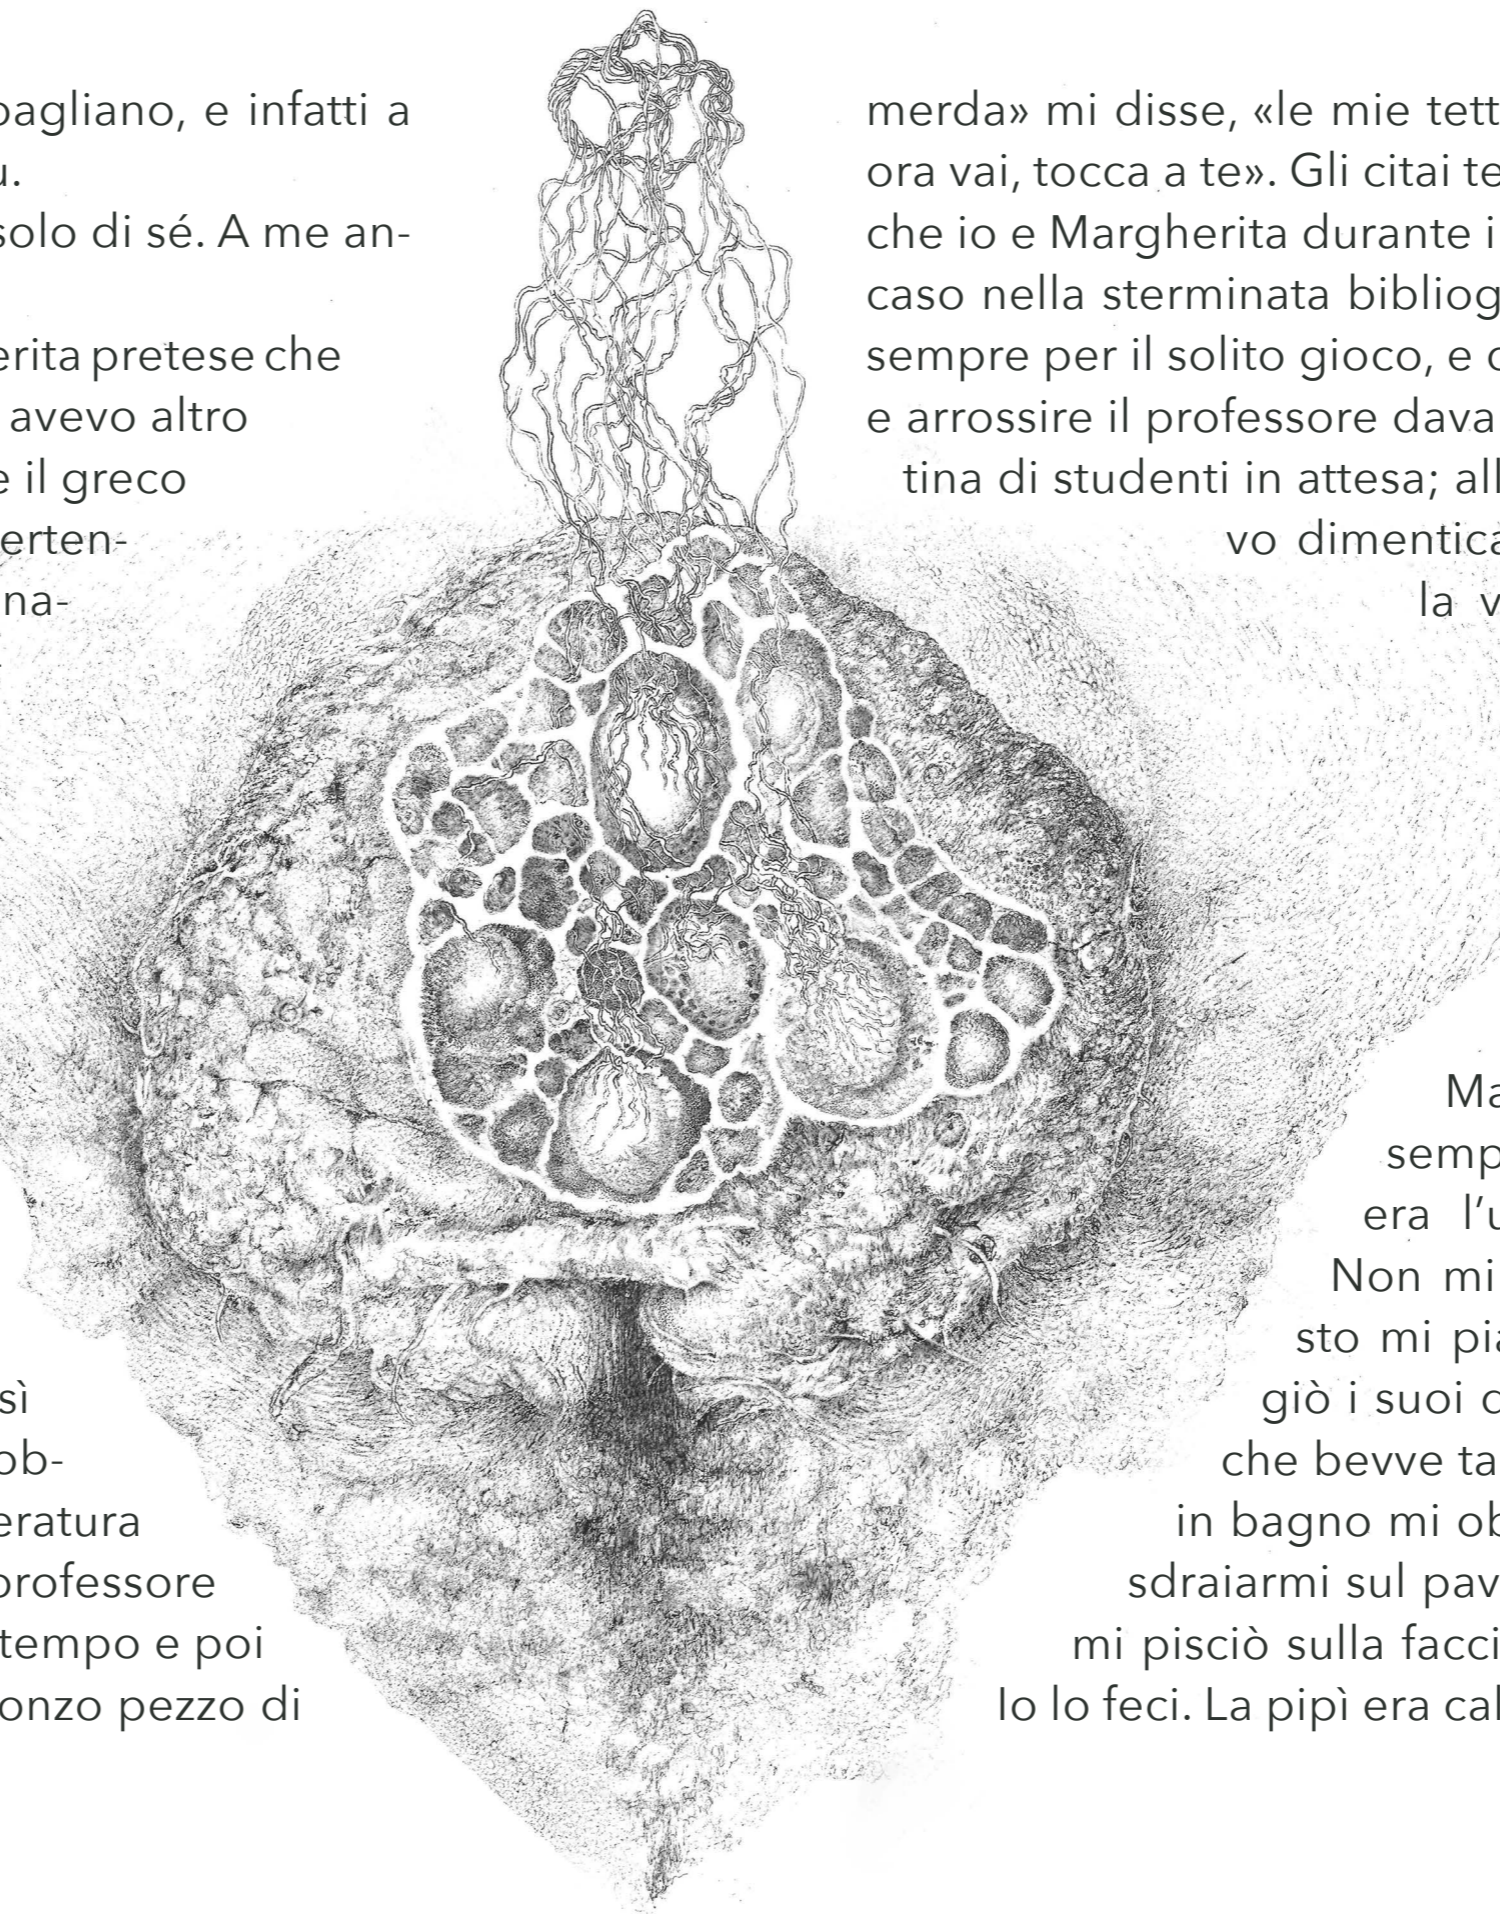 bagliano, e infatti a
u.
solo di sé. A me an-
erita pretese che
avevo altro
e il greco
erten-
na-
sì
ob-
eratura
professore
tempo e poi
onzo pezzo di
merda» mi disse, «le mie tett
ora vai, tocca a te». Gli citai te
che io e Margherita durante i
caso nella sterminata bibliog
sempre per il solito gioco, e
e arrossire il professore dava
tina di studenti in attesa; all
vo dimentica
la v
Ma
semp
era l’u
Non mi
sto mi pia
giò i suoi
che bevve ta
in bagno mi ob
sdraiarmi sul pav
mi pisciò sulla facci
Io lo feci. La pipì era cal